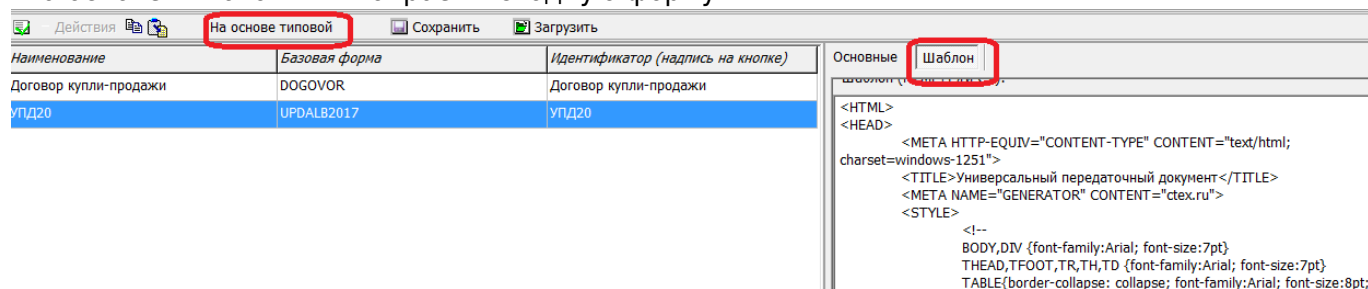 Действия На основе типовой Сохранить Загрузить
Наименование Базовая форма Идентификатор (надпись на кнопке)
Договор купли-продажи DOGOVOR Договор купли-продажи
УПД20 UPDALB2017 УПД20
Основные Шаблон
<HTML>
<HEAD>
<META HTTP-EQUIV="CONTENT-TYPE" CONTENT="text/html;
charset=windows-1251">
<TITLE>Универсальный передаточный документ</TITLE>
<META NAME="GENERATOR" CONTENT="ctex.ru">
<STYLE>
<!--
BODY,DIV {font-family:Arial; font-size:7pt}
THEAD,TFOOT,TR,TH,TD {font-family:Arial; font-size:7pt}
TABLE{border-collapse: collapse; font-family:Arial; font-size:8pt;